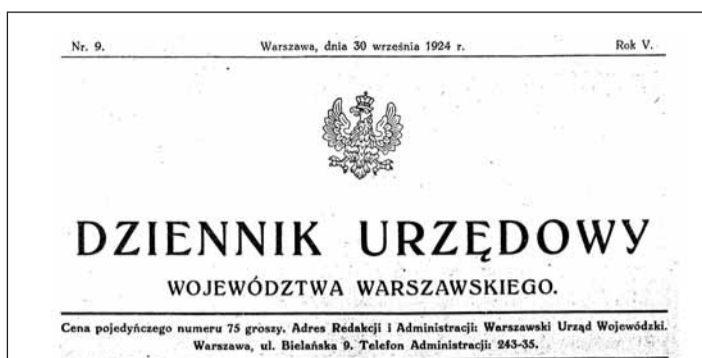 Nr. 9. Warszawa, dnia 30 września 1924 r. Rok V.
DZIENNIK URZĘDOWY
WOJEWÓDZTWA WARSZAWSKIEGO.
Cena pojedyńczego numeru 75 groszy. Adres Redakcji i Administracji: Warszawski Urząd Wojewódzki.
Warszawa, ul. Bielańska 9. Telefon Administracji: 243-35.